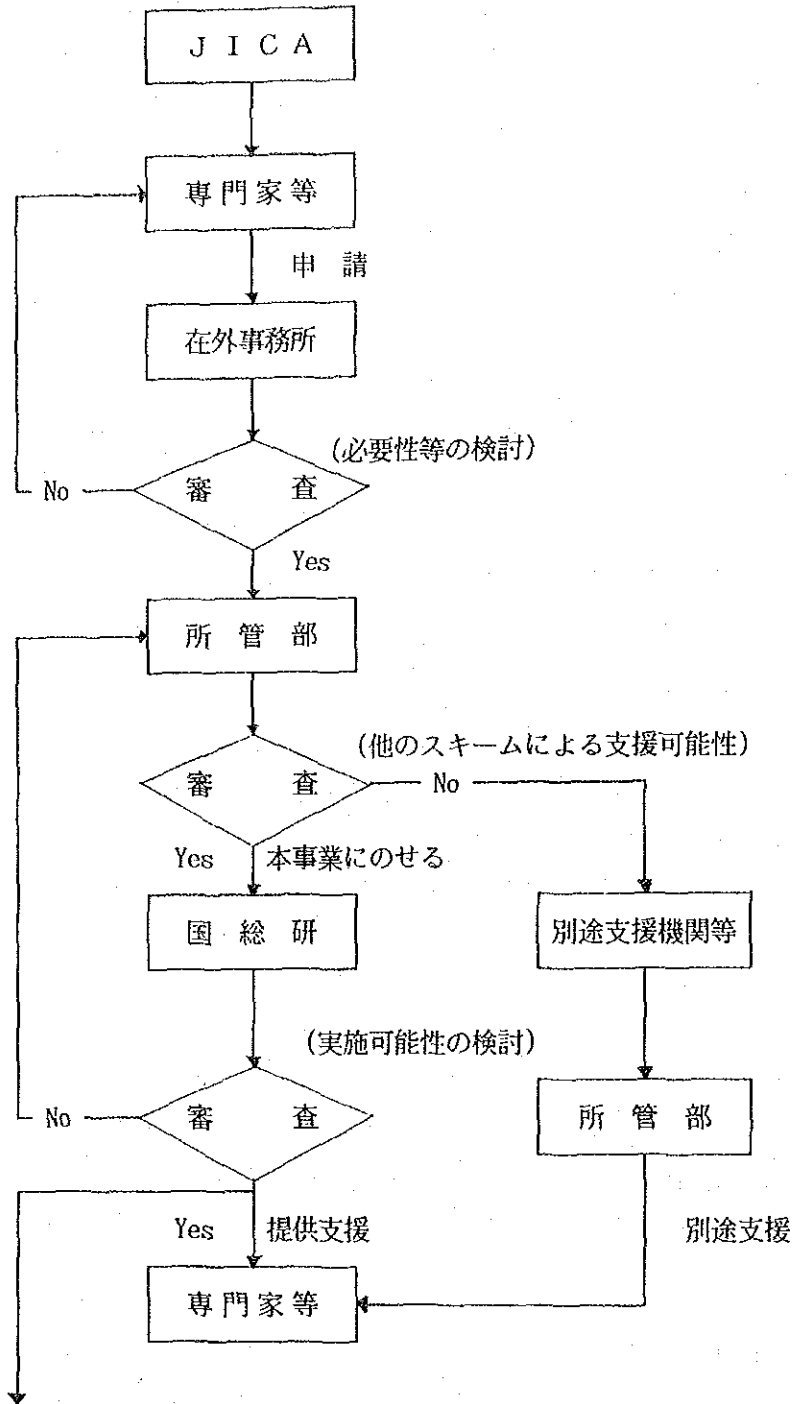 JICA
専門家等
申請
在外事務所
(必要性等の検討)
審査
No
Yes
所管部
(他のスキームによる支援可能性)
審査
No
Yes 本事業にのせる
国総研
別途支援機関等
(実施可能性の検討)
審査
No
所管部
Yes 提供支援
別途支援
専門家等